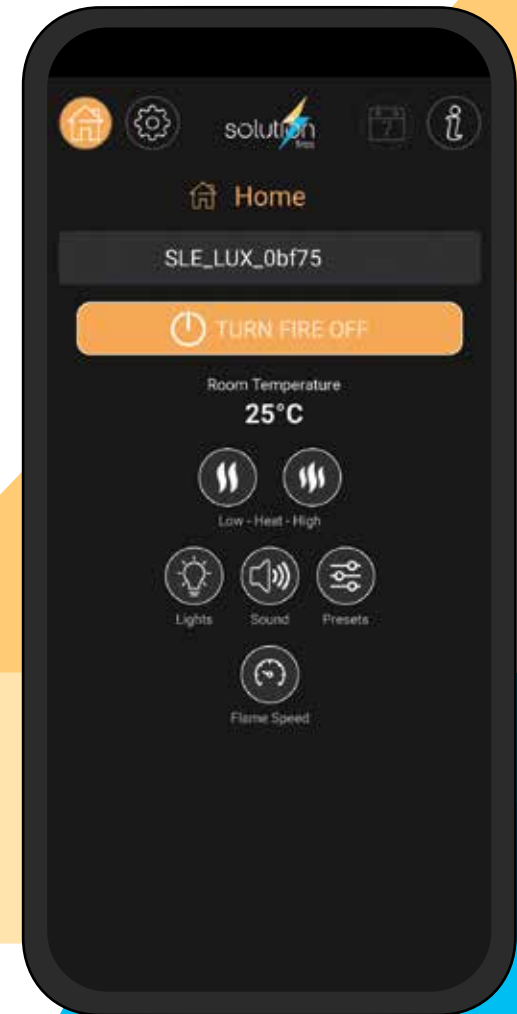 solution
fires
Home
SLE_LUX_0bf75
TURN FIRE OFF
Room Temperature
25°C
Low - Heat - High
Lights Sound Presets
Flame Speed